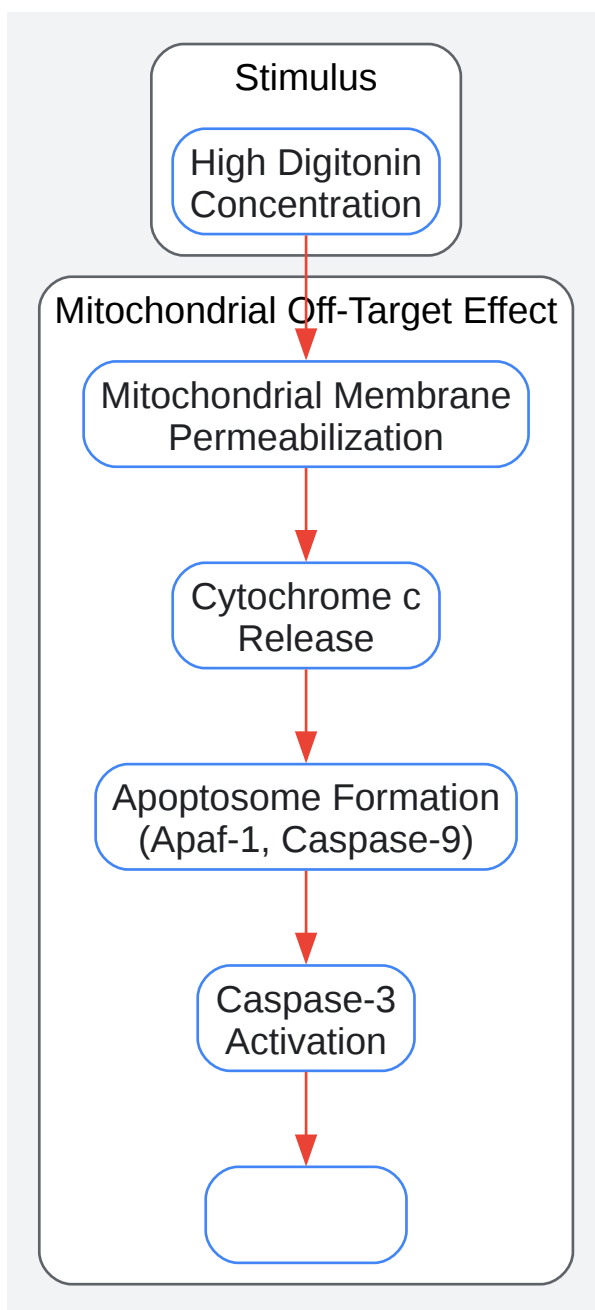 Stimulus
High Digitonin
Concentration
Mitochondrial Off-Target Effect
Mitochondrial Membrane
Permeabilization
Cytochrome c
Release
Apoptosome Formation
(Apaf-1, Caspase-9)
Caspase-3
Activation